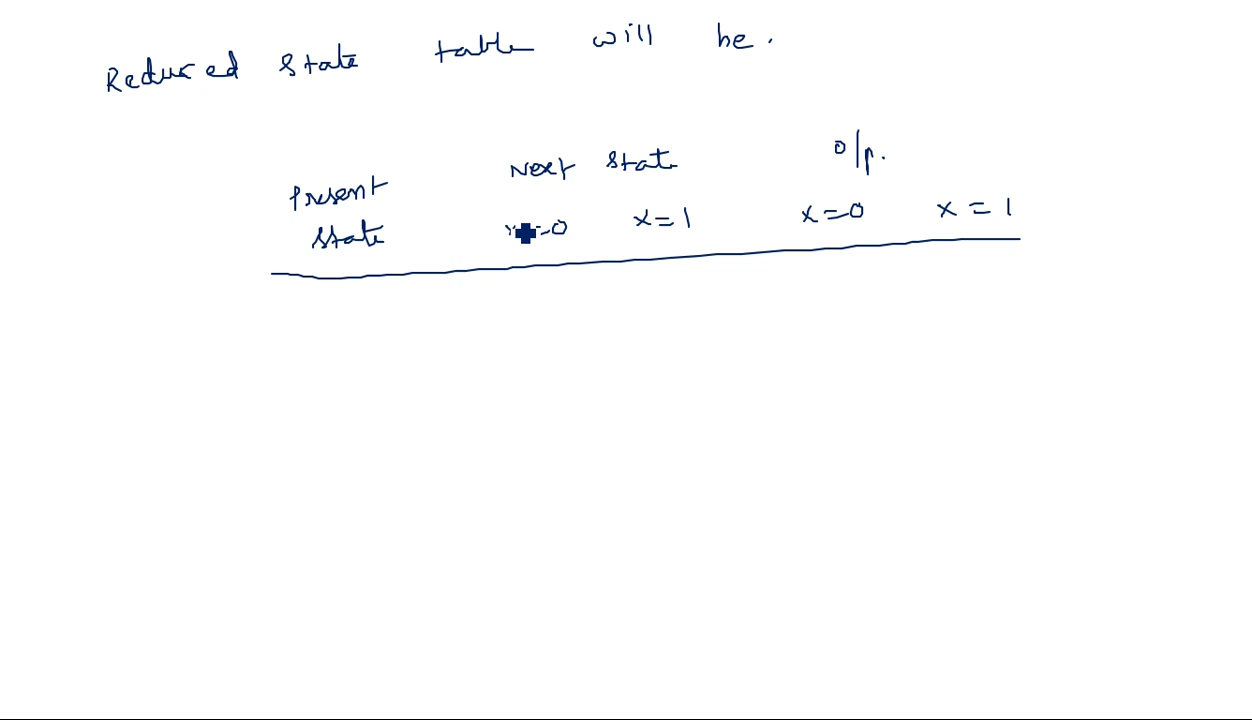 Reduced State table will be.
Next State o/p.
Present
State x=0 x=1 x=0 x=1